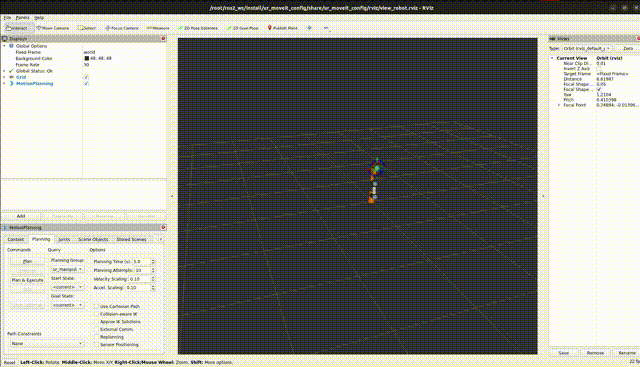 /root/ros2_ws/install/ur_moveit_config/share/ur_moveit_config/rviz/view_robot.rviz - RViz
File Panels Help
Interact Move Camera Select Focus Camera Measure 2D Pose Estimate 2D Goal Pose Publish Point
Displays
Global Options
Fixed Frame world
Background Color 48; 48; 48
Frame Rate 30
Global Status: Ok
Grid
MotionPlanning
Add
MotionPlanning
Context Planning Joints Scene Objects Stored Scenes
Commands Query Options
Plan
Plan & Execute
Planning Group:
ur_manipul
Start State:
<current>
Goal State:
<current>
Planning Time (s): 5.0
Planning Attempts: 10
Velocity Scaling: 0.10
Accel. Scaling: 0.10
Use Cartesian Path
Collision-aware IK
Approx IK Solutions
External Comm.
Replanning
Sensor Positioning
Path Constraints
None
Reset Left-Click: Rotate. Middle-Click: Move X/Y. Right-Click/Mouse Wheel: Zoom. Shift: More options.
Views
Type: Orbit (rviz_default_ Zero
Current View Orbit (rviz)
Near Clip Di... 0.01
Invert Z Axis
Target Frame <Fixed Frame>
Distance
Focal Shape... 0.05
Focal Shape...
Yaw 1.2104
Pitch
Focal Point
Save Remove Rename
22 fp